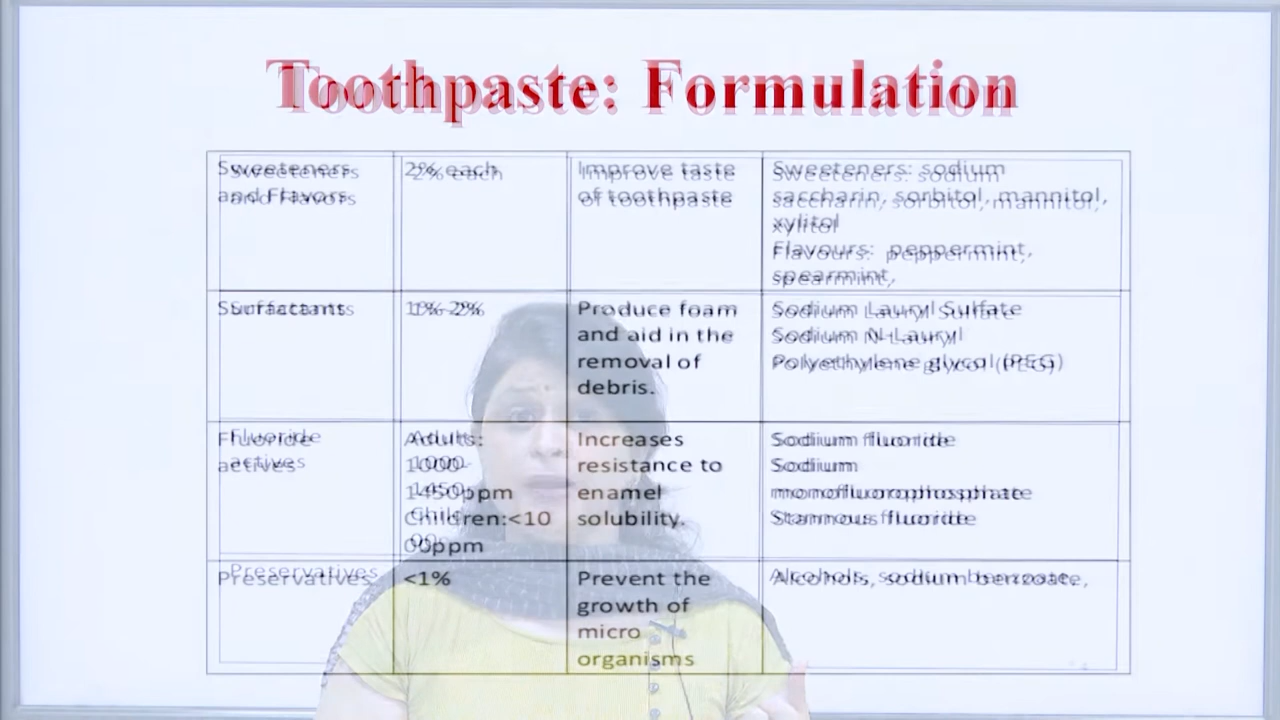 Toothpaste: Formulation
Sweeteners
and Flavors
2% each
Improve taste
of toothpaste
Sweeteners: sodium
saccharin, sorbitol, mannitol,
xylitol
Flavours: peppermint,
spearmint,
Surfactants
1%-2%
Produce foam
and aid in the
removal of
debris.
Sodium Lauryl Sulfate
Sodium N-Lauryl
Polyethylene glycol (PEG)
Fluoride
actives
Adults:
1000-
1450ppm
Children:<10
00ppm
Increases
resistance to
enamel
solubility.
Sodium fluoride
Sodium
monofluorophosphate
Stannous fluoride
Preservatives
<1%
Prevent the
growth of
micro
organisms
Alcohols, sodium benzoate,